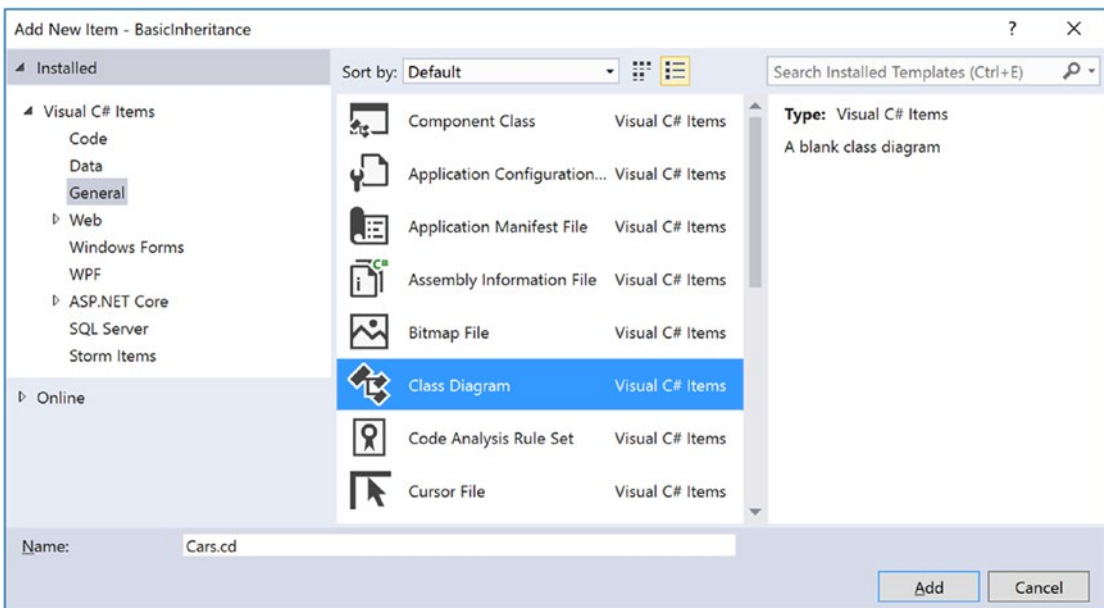 Add New Item - BasicInheritance
?
Installed
Sort by: Default
Search Installed Templates (Ctrl+E)
Visual C# Items
Code
Data
General
Web
Windows Forms
WPF
ASP.NET Core
SQL Server
Storm Items
Online
Component Class Visual C# Items
Application Configuration... Visual C# Items
Application Manifest File Visual C# Items
C# Assembly Information File Visual C# Items
Bitmap File Visual C# Items
Class Diagram Visual C# Items
Code Analysis Rule Set Visual C# Items
Cursor File Visual C# Items
Type: Visual C# Items
A blank class diagram
Name: Cars.cd
Add Cancel